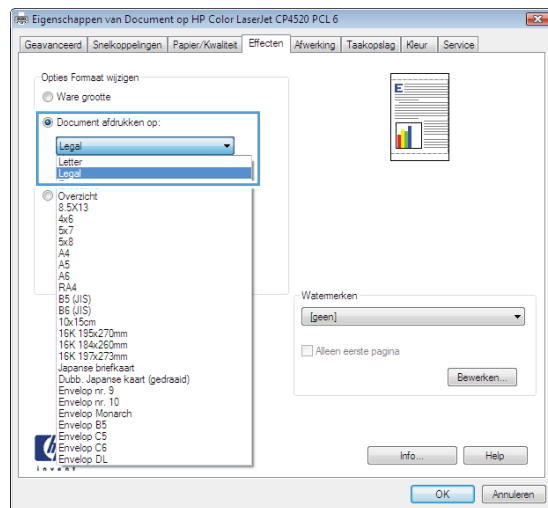 Eigenschappen van Document op HP Color LaserJet CP4520 PCL 6
Geavanceerd Snelkoppelingen Papier/Kwaliteit Effecten Afwerking Taakopslag Kleur Service
Opties Formaat wijzigen
Ware grootte
Document afdrukken op:
Legal
Letter
Legal
Overzicht
8.5X13
4x6
5x7
5x8
A4
A5
A6
RA4
B5 (JIS)
B6 (JIS)
10x15cm
16K 195x270mm
16K 184x260mm
16K 197x273mm
Japanse briefkaart
Dubb. Japanse kaart (gedraaid)
Envelop nr. 9
Envelop nr. 10
Envelop Monarch
Envelop B5
Envelop C5
Envelop C6
Envelop DL
E
Watermerken
[geen]
Alleen eerste pagina
Bewerken...
invent
Info... Help
OK Annuleren